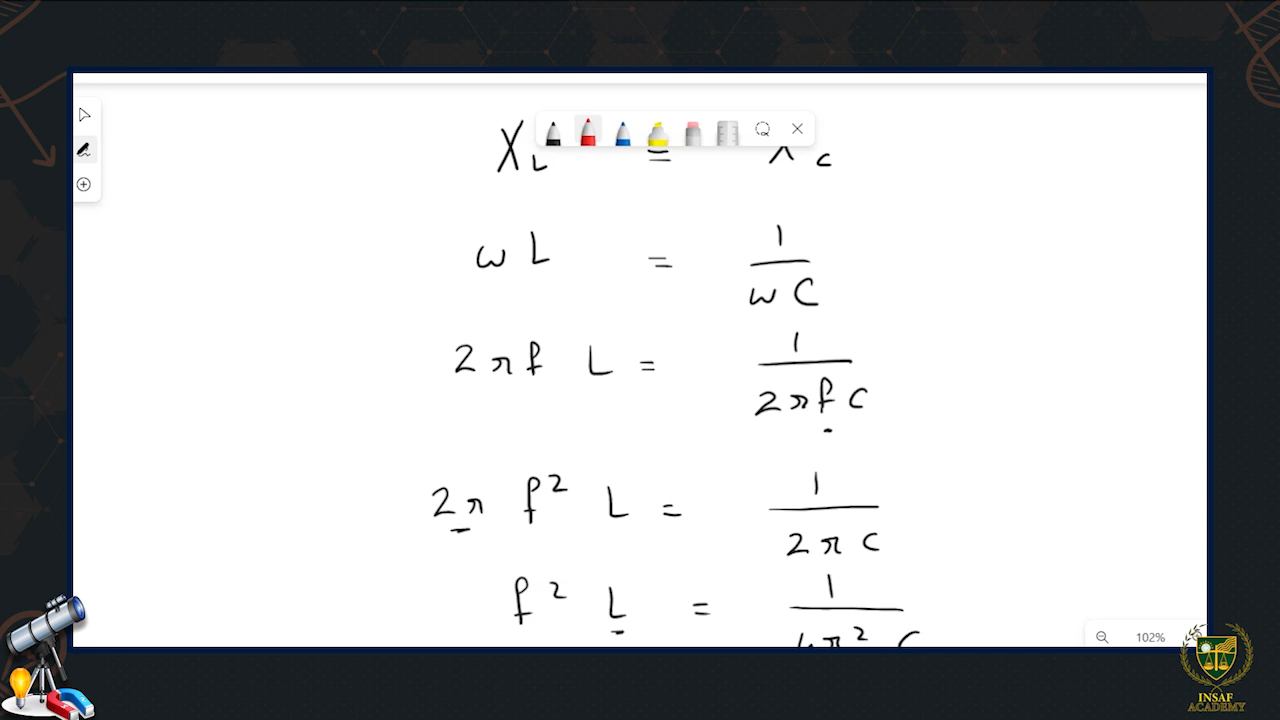 X_L = X_C
ωL = 1/ωC
2πf L = 1/2πfC
2π f² L = 1/2πC
f² L = 1/4π² C
102%
INSAF
ACADEMY